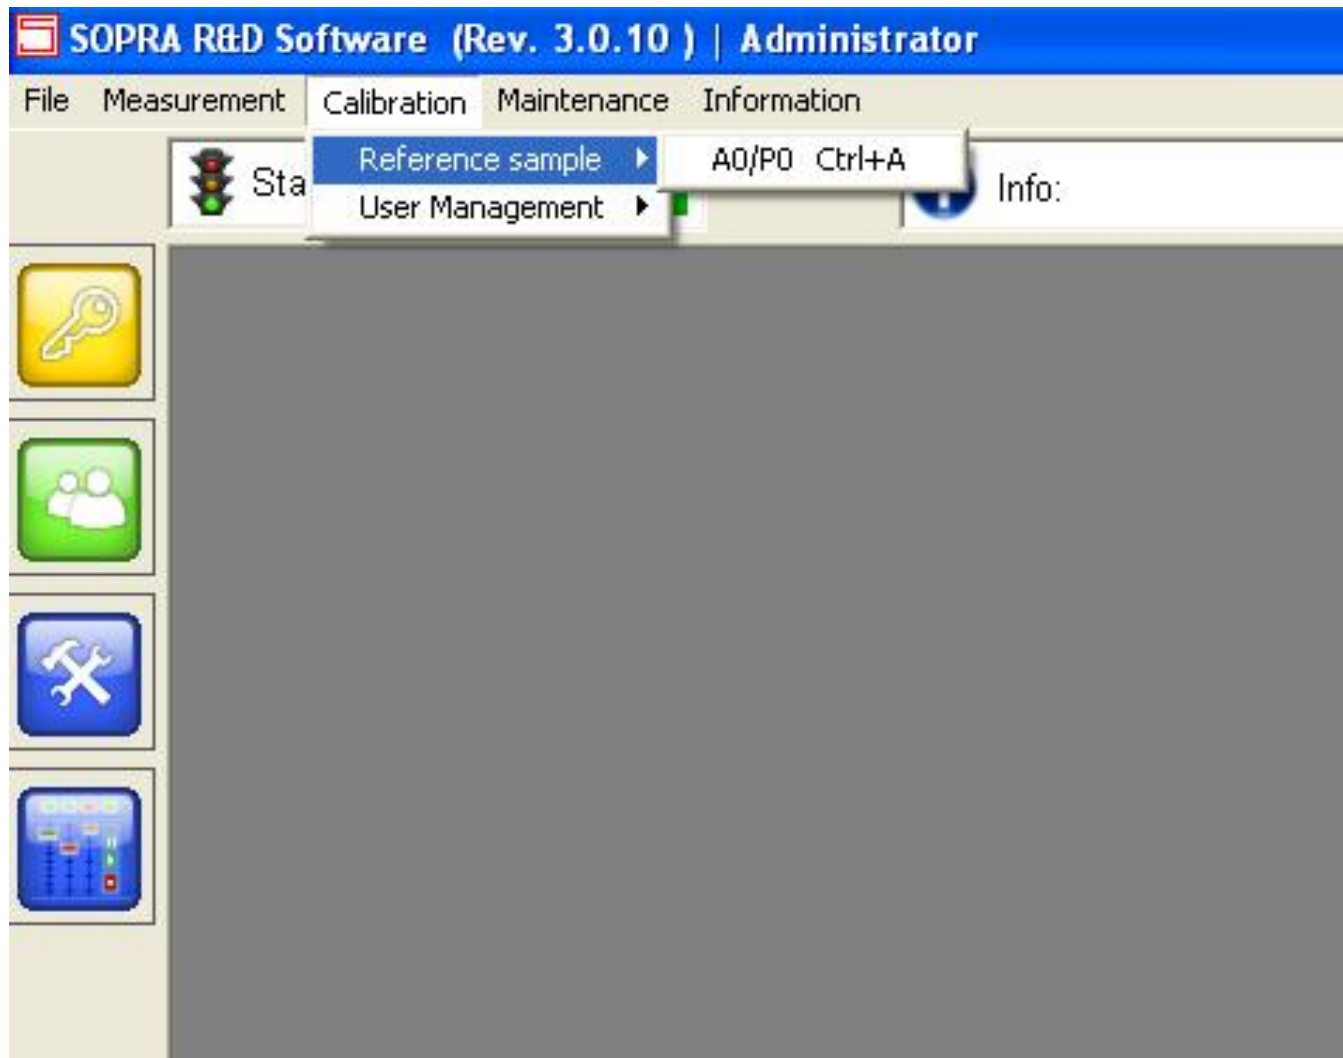 SOPRA R&D Software (Rev. 3.0.10 ) | Administrator
File Measurement Calibration Maintenance Information
Reference sample A0/P0 Ctrl+A
Sta Info:
User Management